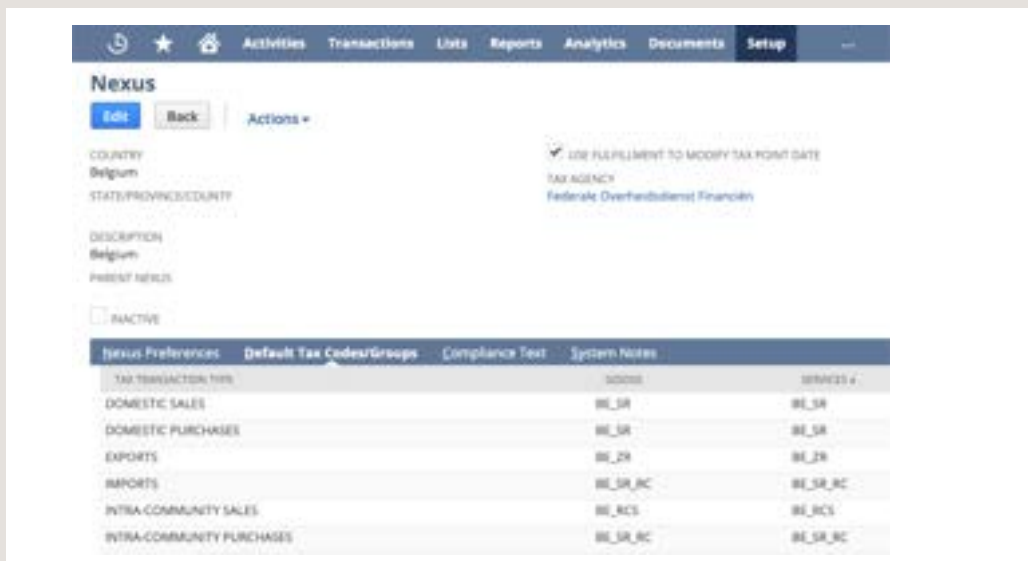 Activities Transactions Lists Reports Analytics Documents Setup ...
Nexus
Edit Back Actions
COUNTRY
Belgium
STATE/PROVINCE/COUNTY
DESCRIPTION
Belgium
PARENT NEXUS
INACTIVE
USE FULFILLMENT TO MODIFY TAX POINT DATE
TAX AGENCY
Federale Overheidsdienst Financiën
Nexus Preferences Default Tax Codes/Groups Compliance Text System Notes
TAX TRANSACTION TYPE GOODS SERVICES
DOMESTIC SALES BE_SR BE_SR
DOMESTIC PURCHASES BE_SR BE_SR
EXPORTS BE_ZR BE_ZR
IMPORTS BE_SR_RC BE_SR_RC
INTRA-COMMUNITY SALES BE_RCS BE_RCS
INTRA-COMMUNITY PURCHASES BE_SR_RC BE_SR_RC